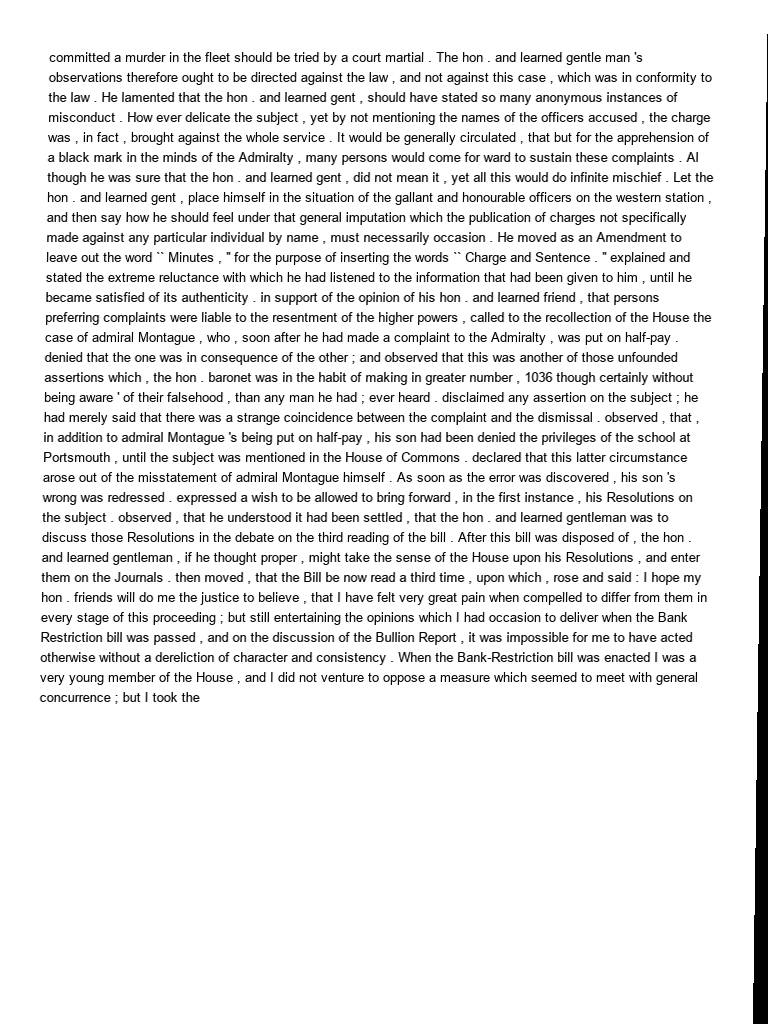 committed a murder in the fleet should be tried by a court martial . The hon . and learned gentle man 's
observations therefore ought to be directed against the law , and not against this case , which was in conformity to
the law . He lamented that the hon . and learned gent , should have stated so many anonymous instances of
misconduct . How ever delicate the subject , yet by not mentioning the names of the officers accused , the charge
was , in fact , brought against the whole service . It would be generally circulated , that but for the apprehension of
a black mark in the minds of the Admiralty , many persons would come for ward to sustain these complaints . Al
though he was sure that the hon . and learned gent , did not mean it , yet all this would do infinite mischief . Let the
hon . and learned gent , place himself in the situation of the gallant and honourable officers on the western station ,
and then say how he should feel under that general imputation which the publication of charges not specifically
made against any particular individual by name , must necessarily occasion . He moved as an Amendment to
leave out the word `` Minutes , " for the purpose of inserting the words `` Charge and Sentence . " explained and
stated the extreme reluctance with which he had listened to the information that had been given to him , until he
became satisfied of its authenticity . in support of the opinion of his hon . and learned friend , that persons
preferring complaints were liable to the resentment of the higher powers , called to the recollection of the House the
case of admiral Montague , who , soon after he had made a complaint to the Admiralty , was put on half-pay .
denied that the one was in consequence of the other ; and observed that this was another of those unfounded
assertions which , the hon . baronet was in the habit of making in greater number , 1036 though certainly without
being aware ' of their falsehood , than any man he had ; ever heard . disclaimed any assertion on the subject ; he
had merely said that there was a strange coincidence between the complaint and the dismissal . observed , that ,
in addition to admiral Montague 's being put on half-pay , his son had been denied the privileges of the school at
Portsmouth , until the subject was mentioned in the House of Commons . declared that this latter circumstance
arose out of the misstatement of admiral Montague himself . As soon as the error was discovered , his son 's
wrong was redressed . expressed a wish to be allowed to bring forward , in the first instance , his Resolutions on
the subject . observed , that he understood it had been settled , that the hon . and learned gentleman was to
discuss those Resolutions in the debate on the third reading of the bill . After this bill was disposed of , the hon .
and learned gentleman , if he thought proper , might take the sense of the House upon his Resolutions , and enter
them on the Journals . then moved , that the Bill be now read a third time , upon which , rose and said : I hope my
hon . friends will do me the justice to believe , that I have felt very great pain when compelled to differ from them in
every stage of this proceeding ; but still entertaining the opinions which I had occasion to deliver when the Bank
Restriction bill was passed , and on the discussion of the Bullion Report , it was impossible for me to have acted
otherwise without a dereliction of character and consistency . When the Bank-Restriction bill was enacted I was a
very young member of the House , and I did not venture to oppose a measure which seemed to meet with general
concurrence ; but I took the